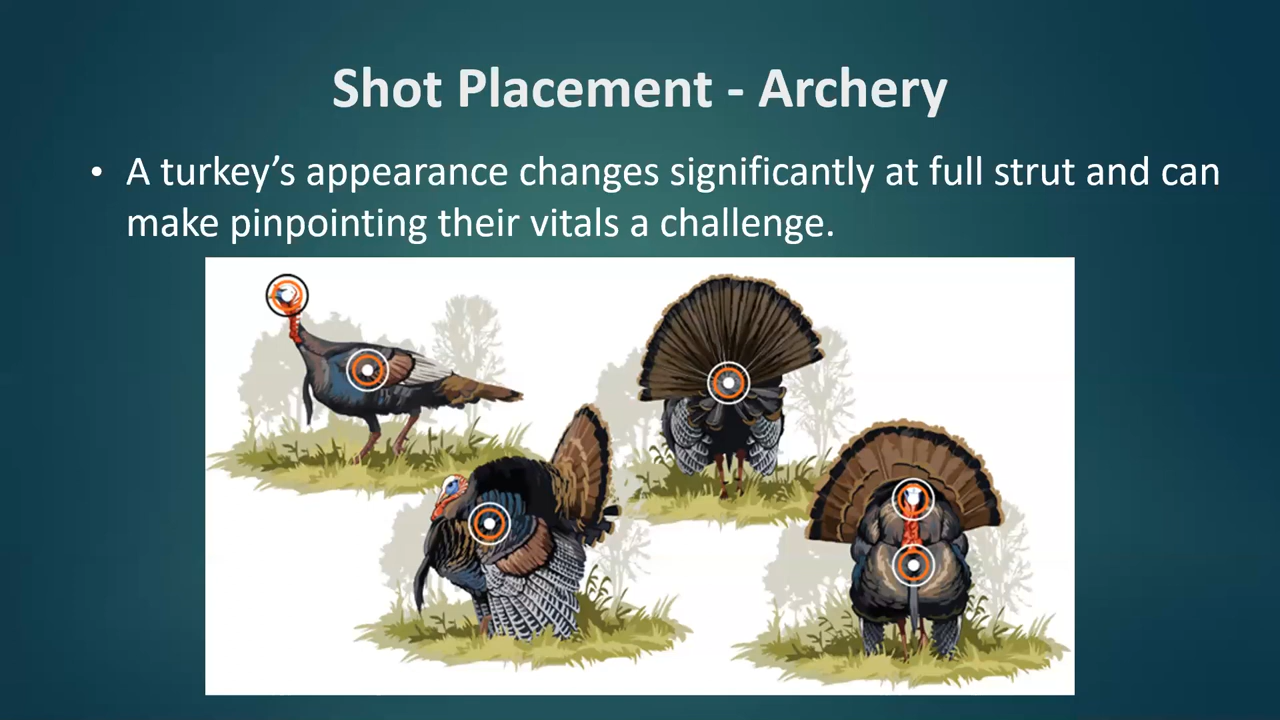 Shot Placement - Archery
• A turkey’s appearance changes significantly at full strut and can
make pinpointing their vitals a challenge.